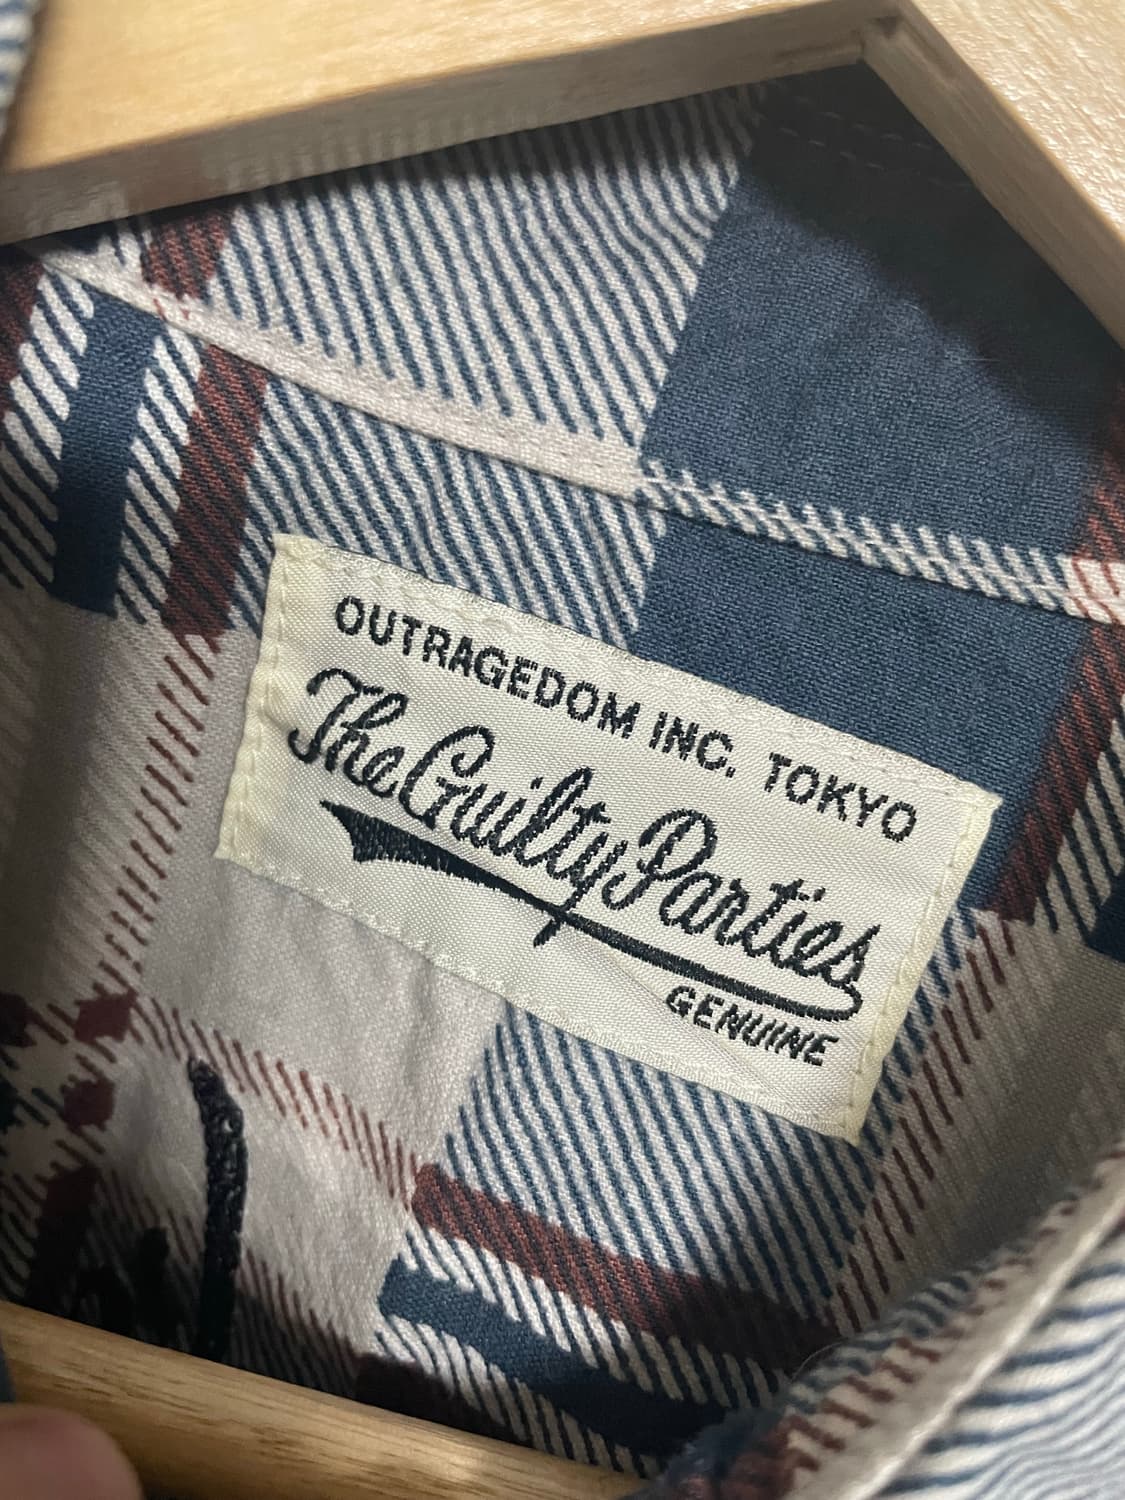 OUTRAGEDOM INC. TOKYO
The Guilty Parties
GENUINE